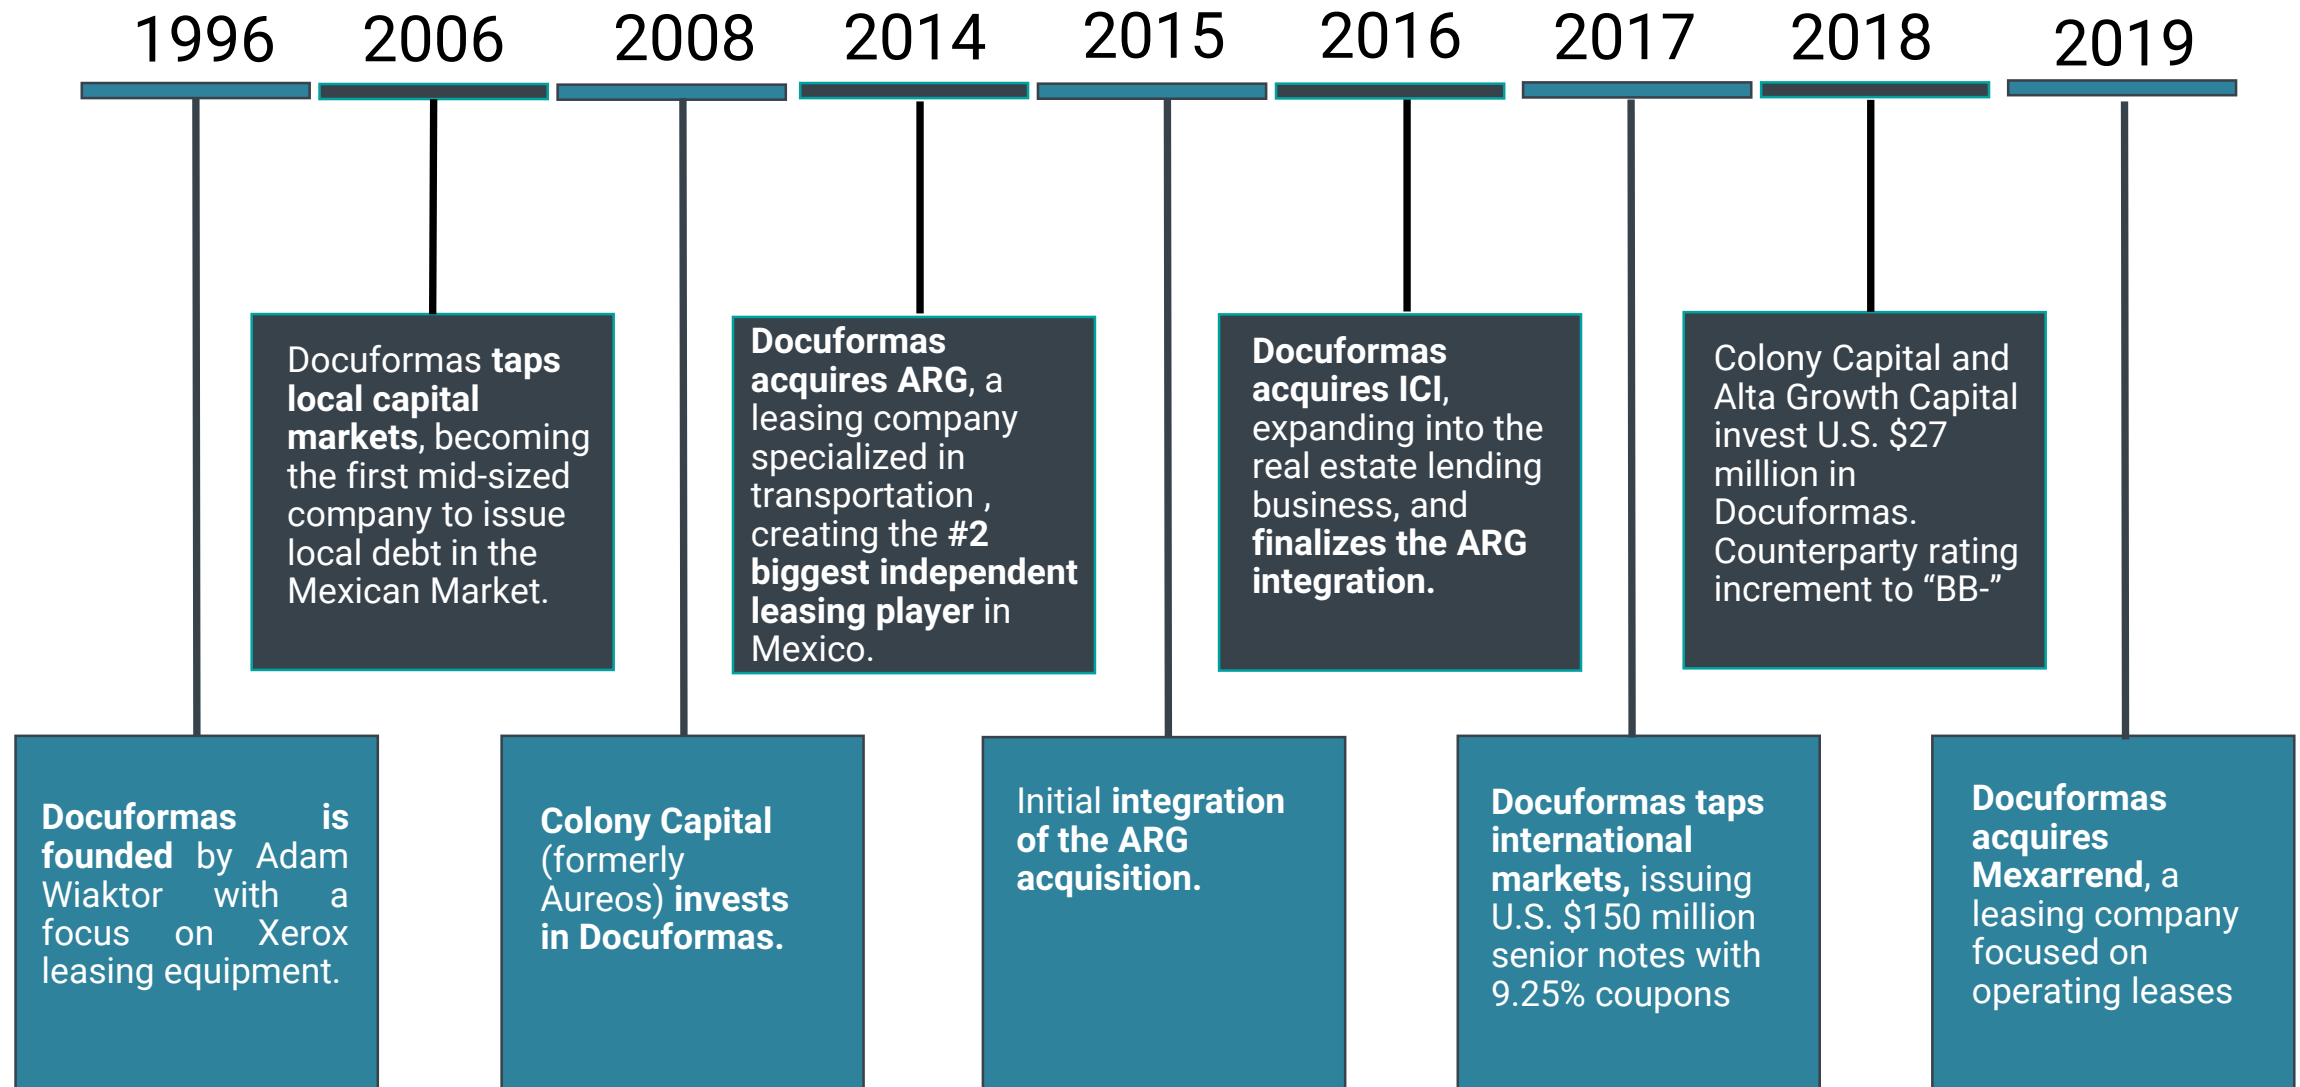 1996
2006
2008
2014
2015
2016
2017
2018
2019
Docuformas taps
local capital
markets, becoming
the first mid-sized
company to issue
local debt in the
Mexican Market.
Docuformas
acquires ARG, a
leasing company
specialized in
transportation ,
creating the #2
biggest independent
leasing player in
Mexico.
Docuformas
acquires ICI,
expanding into the
real estate lending
business, and
finalizes the ARG
integration.
Colony Capital and
Alta Growth Capital
invest U.S. $27
million in
Docuformas.
Counterparty rating
increment to “BB-”
Docuformas is
founded by Adam
Wiaktor with a
focus on Xerox
leasing equipment.
Colony Capital
(formerly
Aureos) invests
in Docuformas.
Initial integration
of the ARG
acquisition.
Docuformas taps
international
markets, issuing
U.S. $150 million
senior notes with
9.25% coupons
Docuformas
acquires
Mexarrend, a
leasing company
focused on
operating leases